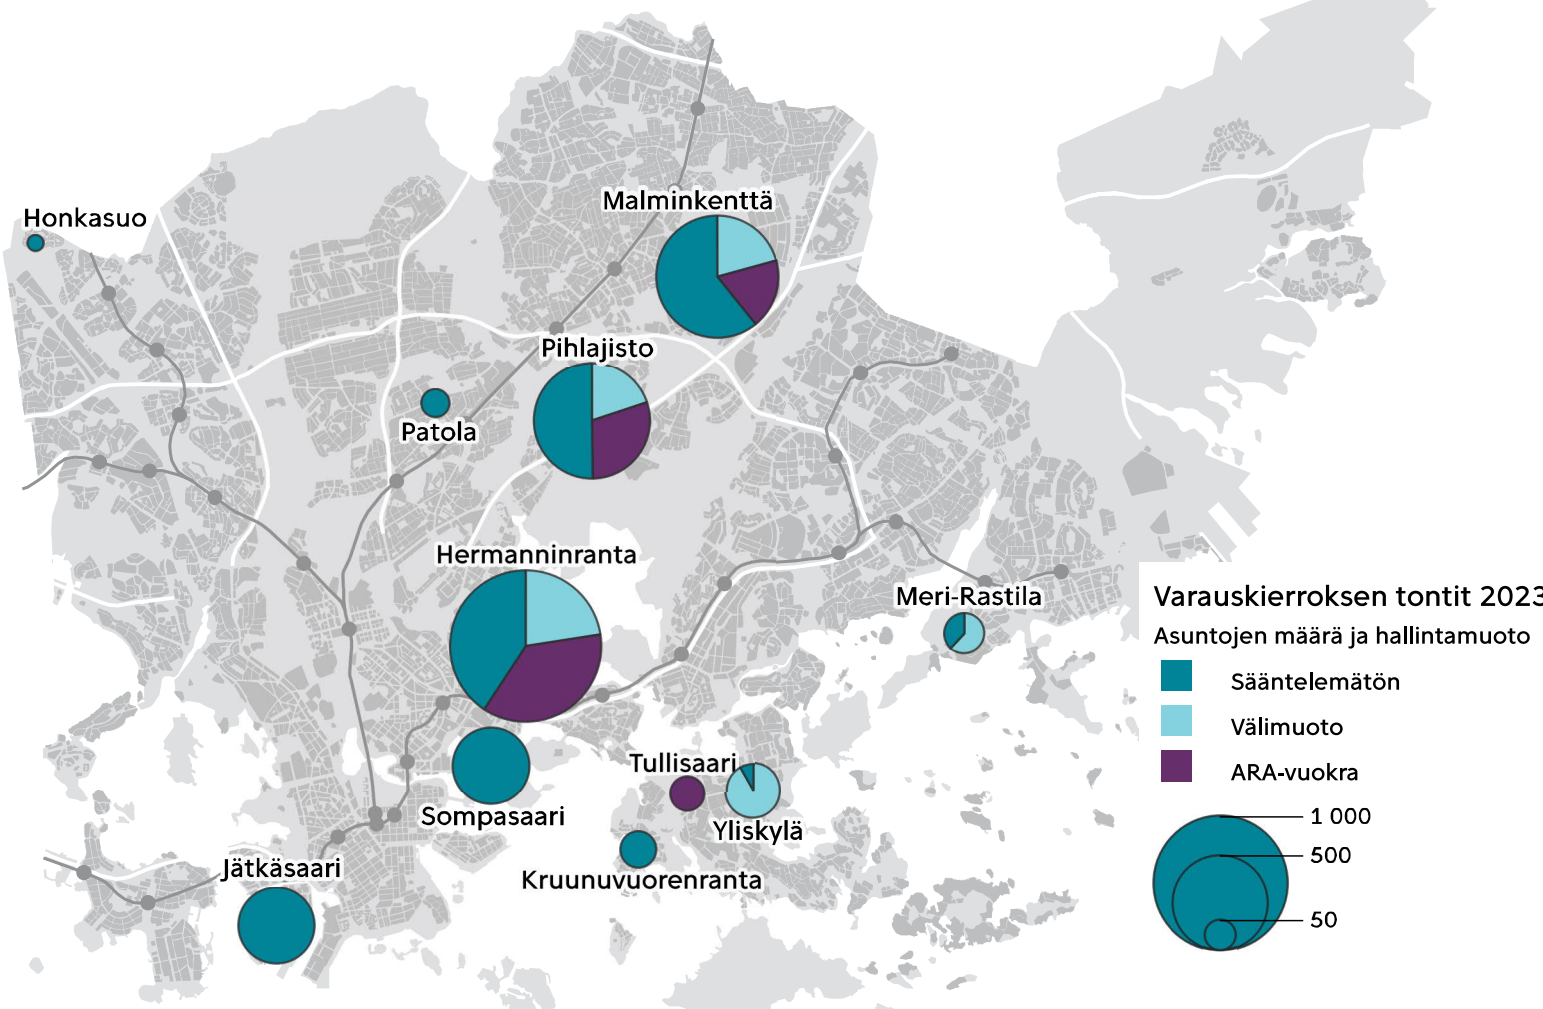 Honkasuo
Malminkenttä
Pihlajisto
Patola
Hermanninranta
Meri-Rastila
Tullisaari
Sompasaari
Yliskylä
Jätkäsaari
Kruunuvuorenranta
Varauskierroksen tontit 2023
Asuntojen määrä ja hallintamuoto
Sääntelemätön
Välimuoto
ARA-vuokra
1 000
500
50